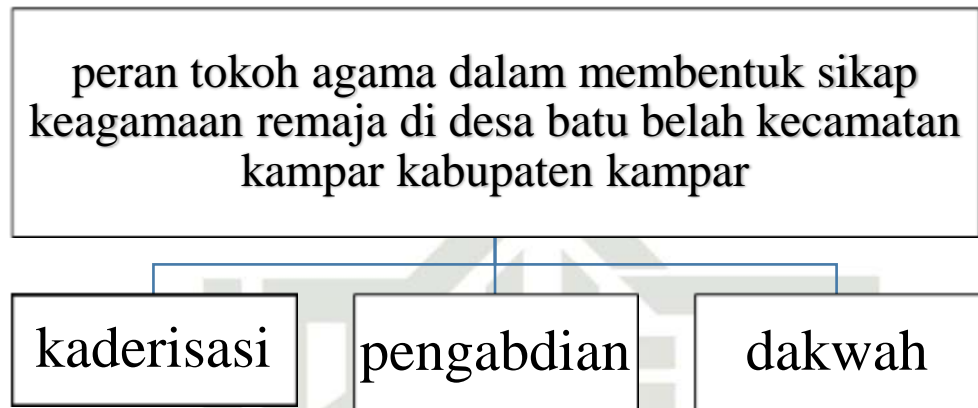 peran tokoh agama dalam membentuk sikap
keagamaan remaja di desa batu belah kecamatan
kampar kabupaten kampar
kaderisasi
pengabdian
dakwah